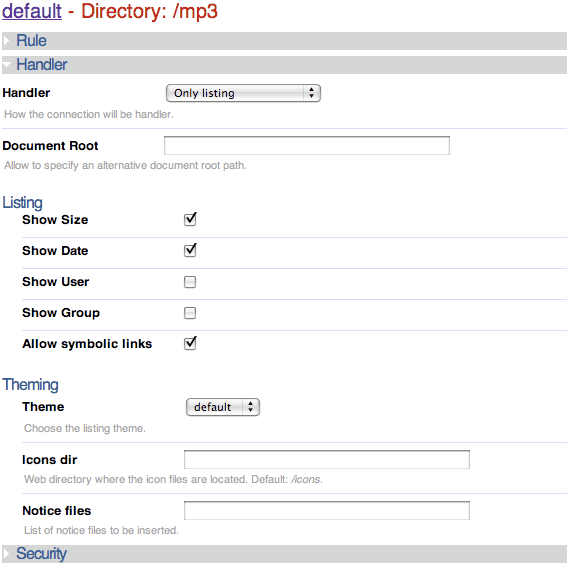 default - Directory: /mp3
Rule
Handler
Handler Only listing
How the connection will be handler.
Document Root
Allow to specify an alternative document root path.
Listing
Show Size
Show Date
Show User
Show Group
Allow symbolic links
Theming
Theme default
Choose the listing theme.
Icons dir
Web directory where the icon files are located. Default: /icons.
Notice files
List of notice files to be inserted.
Security